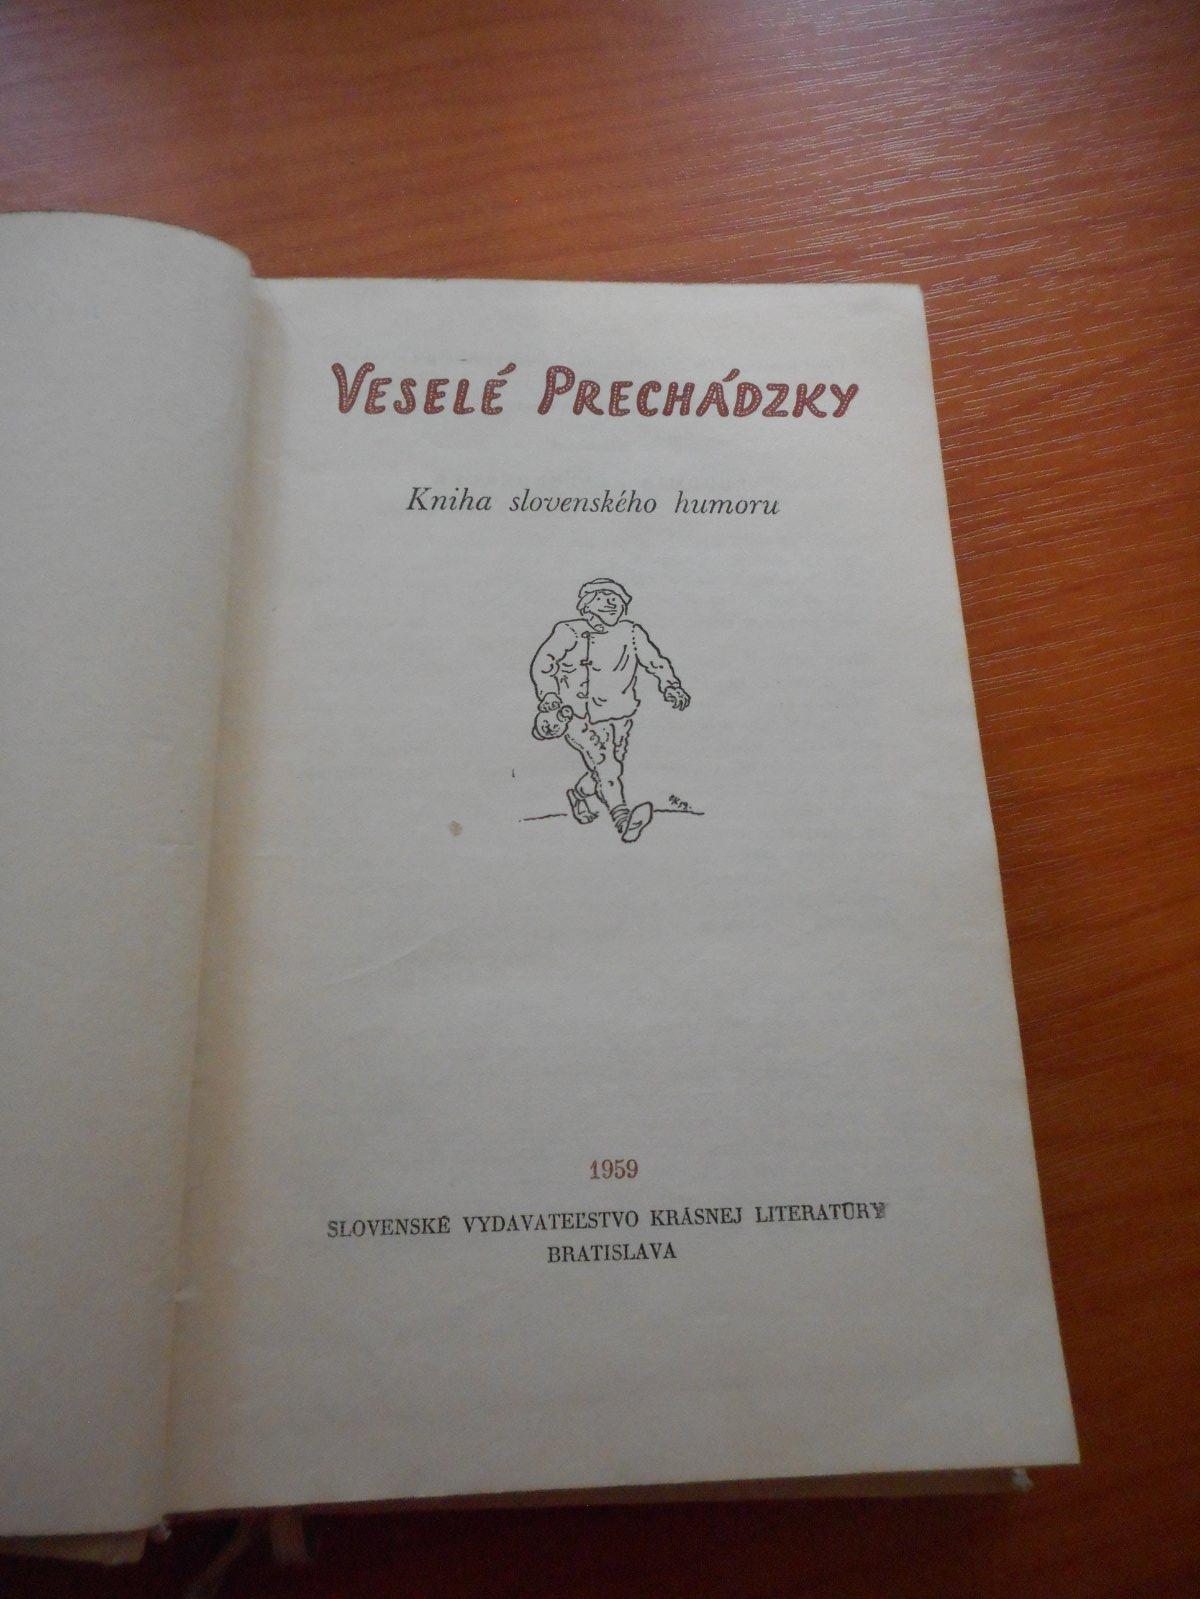 VESELÉ PRECHÁDZKY
Kniha slovenského humoru
1959
SLOVENSKÉ VYDAVATEĽSTVO KRÁSNEJ LITERATÚRY
BRATISLAVA